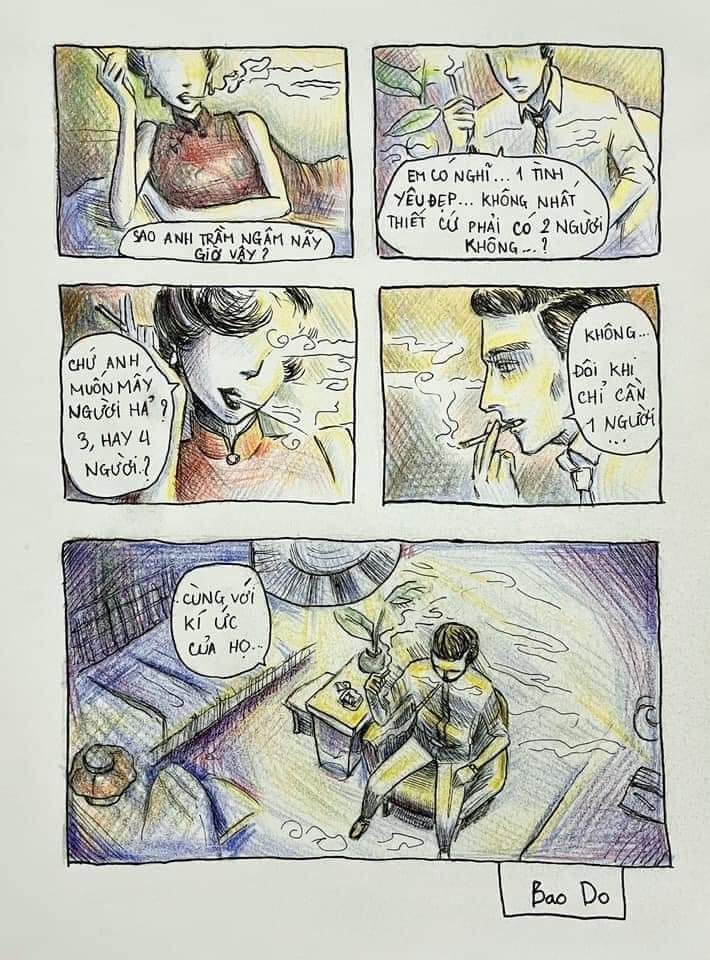 SAO ANH TRẦM NGÂM NÃY
GIỜ VẬY?
EM CÓ NGHĨ... 1 TÌNH
YÊU ĐẸP... KHÔNG NHẤT
THIẾT CỨ PHẢI CÓ 2 NGƯỜI
KHÔNG...?
CHỨ ANH
MUỐN MẤY
NGƯỜI HẢ?
3, HAY 4
NGƯỜI.?
KHÔNG...
ĐÔI KHI
CHỈ CẦN
1 NGƯỜI
...
.CÙNG VỚI
KÍ ỨC
CỦA HỌ...
Bao Do